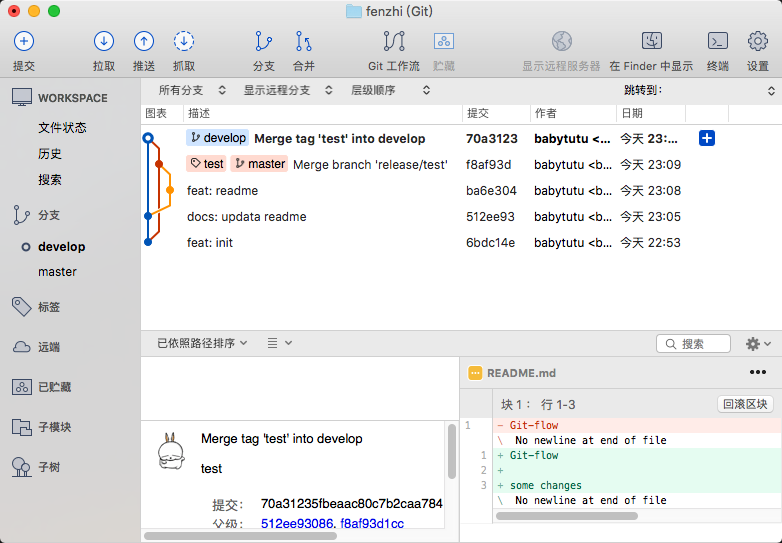 fenzhi (Git)
提交 拉取 推送 抓取 分支 合并 Git 工作流 贮藏 显示远程服务器 在 Finder 中显示 终端 设置
WORKSPACE
文件状态
历史
搜索
分支
develop
master
标签
远端
已贮藏
子模块
子树
所有分支 显示远程分支 层级顺序 跳转到:
图表 描述 提交 作者 日期
develop Merge tag 'test' into develop 70a3123 babytutu <... 今天 23:...
test master Merge branch 'release/test' f8af93d babytutu <b... 今天 23:09
feat: readme ba6e304 babytutu <b... 今天 23:08
docs: updata readme 512ee93 babytutu <b... 今天 23:05
feat: init 6bdc14e babytutu <b... 今天 22:53
已依照路径排序 搜索
Merge tag 'test' into develop
test
提交: 70a31235fbeaac80c7b2caa784
父级: 512ee93086, f8af93d1cc
README.md
块 1： 行 1-3 回滚区块
1 - Git-flow
\ No newline at end of file
1 + Git-flow
2 +
3 + some changes
\ No newline at end of file